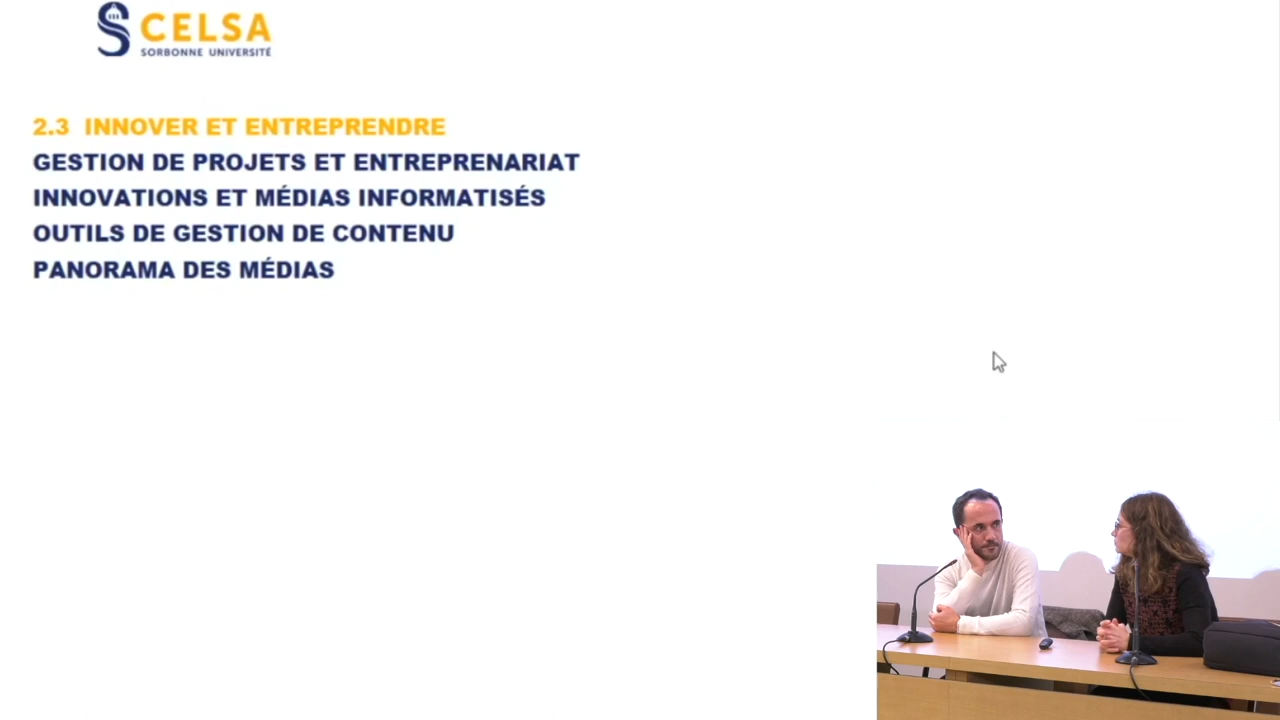 CELSA
SORBONNE UNIVERSITÉ
2.3 INNOVER ET ENTREPRENDRE
GESTION DE PROJETS ET ENTREPRENARIAT
INNOVATIONS ET MÉDIAS INFORMATISÉS
OUTILS DE GESTION DE CONTENU
PANORAMA DES MÉDIAS